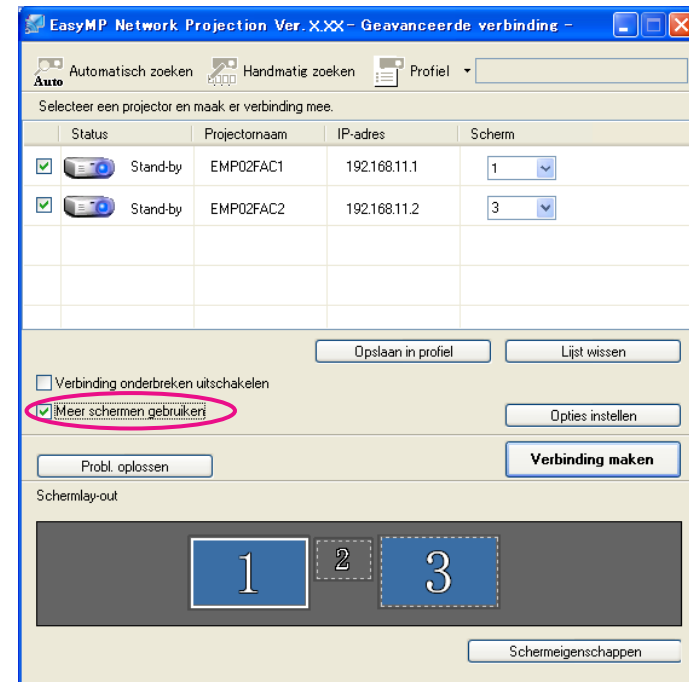 EasyMP Network Projection Ver.X.XX - Geavanceerde verbinding -
Auto Automatisch zoeken Handmatig zoeken Profiel
Selecteer een projector en maak er verbinding mee.
Status Projectornaam IP-adres Scherm
Stand-by EMP02FAC1 192.168.11.1 1
Stand-by EMP02FAC2 192.168.11.2 3
Opslaan in profiel Lijst wissen
Verbinding onderbreken uitschakelen
Meer schermen gebruiken Opties instellen
Probl. oplossen Verbinding maken
Schermlay-out
1 2 3
Schermeigenschappen